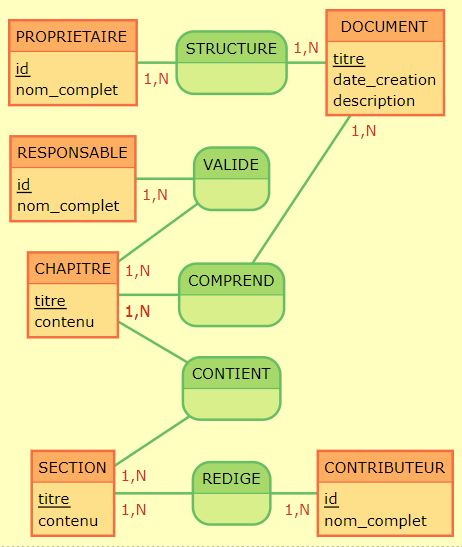 PROPRIETAIRE
id
nom_complet
1,N
STRUCTURE
1,N
DOCUMENT
titre
date_creation
description
1,N
RESPONSABLE
id
nom_complet
1,N
VALIDE
CHAPITRE
titre
contenu
1,N
1,N
COMPREND
CONTIENT
SECTION
titre
contenu
1,N
1,N
REDIGE
1,N
CONTRIBUTEUR
id
nom_complet